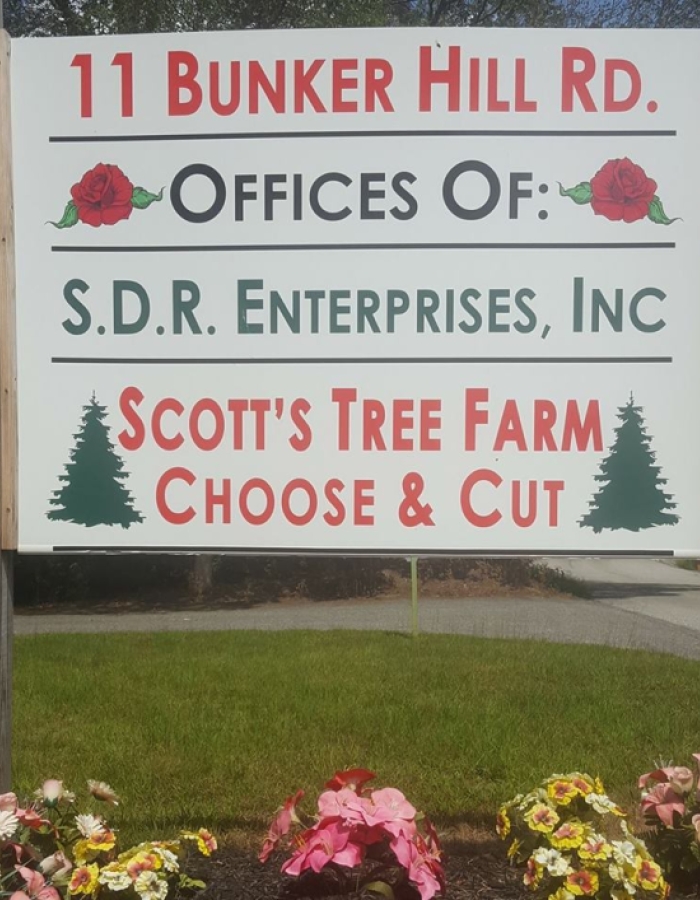 11 Bunker Hill Rd.
Offices Of:
S.D.R. Enterprises, Inc
Scott's Tree Farm
Choose & Cut